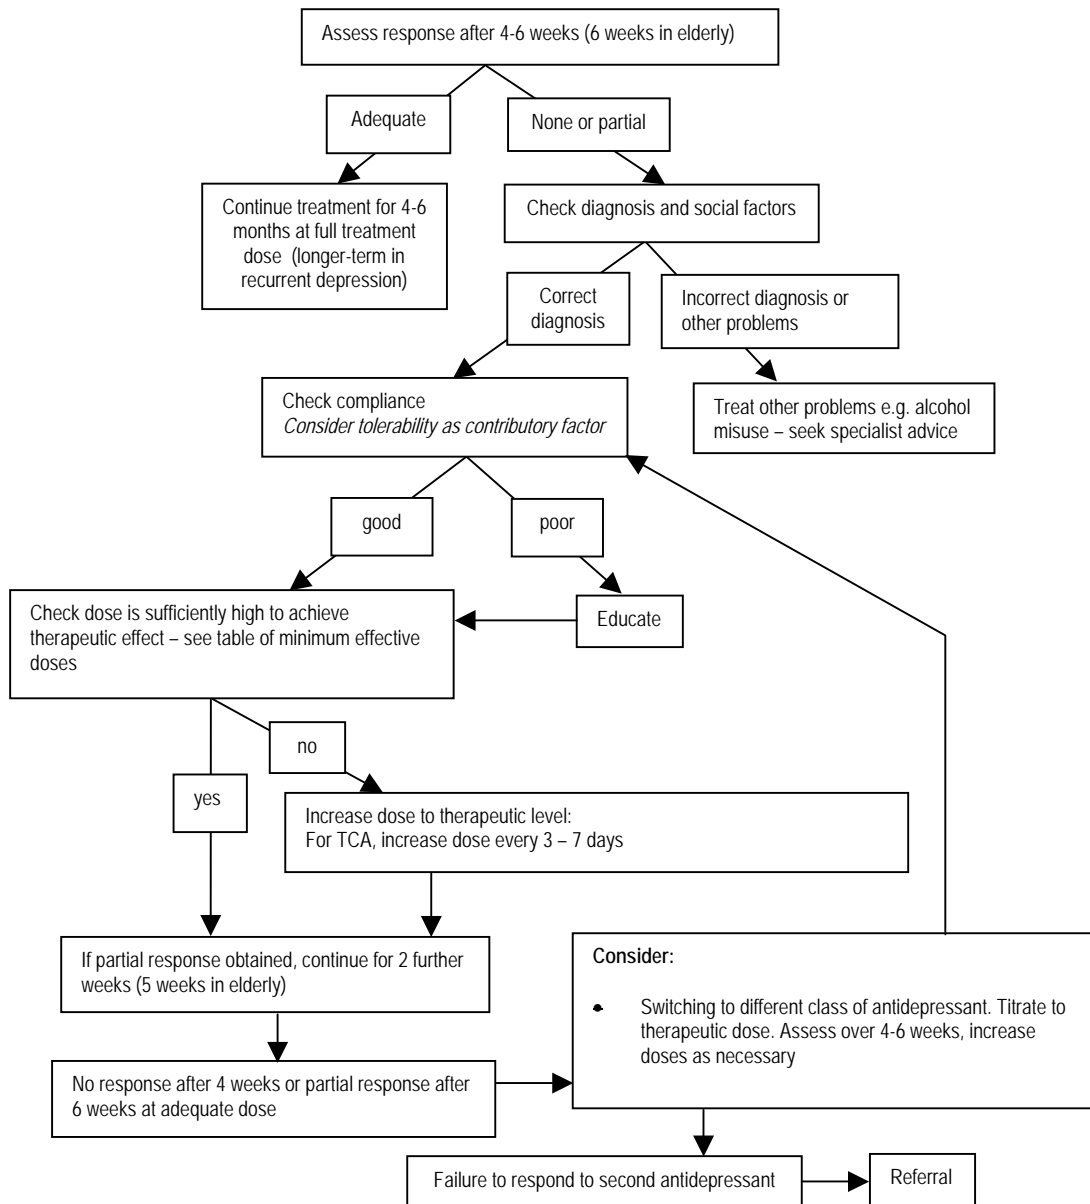 Assess response after 4-6 weeks (6 weeks in elderly)
Adequate
None or partial
Continue treatment for 4-6
months at full treatment
dose (longer-term in
recurrent depression)
Check diagnosis and social factors
Correct
diagnosis
Incorrect diagnosis or
other problems
Check compliance
Consider tolerability as contributory factor
Treat other problems e.g. alcohol
misuse – seek specialist advice
good
poor
Check dose is sufficiently high to achieve
therapeutic effect – see table of minimum effective
doses
Educate
no
yes
Increase dose to therapeutic level:
For TCA, increase dose every 3 – 7 days
If partial response obtained, continue for 2 further
weeks (5 weeks in elderly)
Consider:
• Switching to different class of antidepressant. Titrate to
therapeutic dose. Assess over 4-6 weeks, increase
doses as necessary
No response after 4 weeks or partial response after
6 weeks at adequate dose
Failure to respond to second antidepressant
Referral